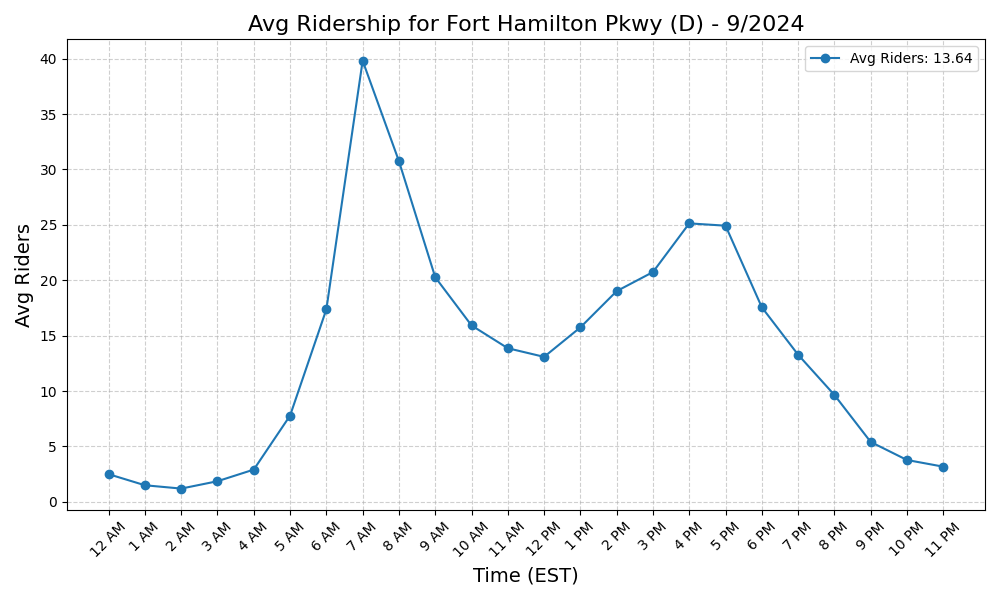 Avg Ridership for Fort Hamilton Pkwy (D) - 9/2024
Avg Riders: 13.64
Avg Riders
40
35
30
25
20
15
10
5
0
12 AM
1 AM
2 AM
3 AM
4 AM
5 AM
6 AM
7 AM
8 AM
9 AM
10 AM
11 AM
12 PM
1 PM
2 PM
3 PM
4 PM
5 PM
6 PM
7 PM
8 PM
9 PM
10 PM
11 PM
Time (EST)